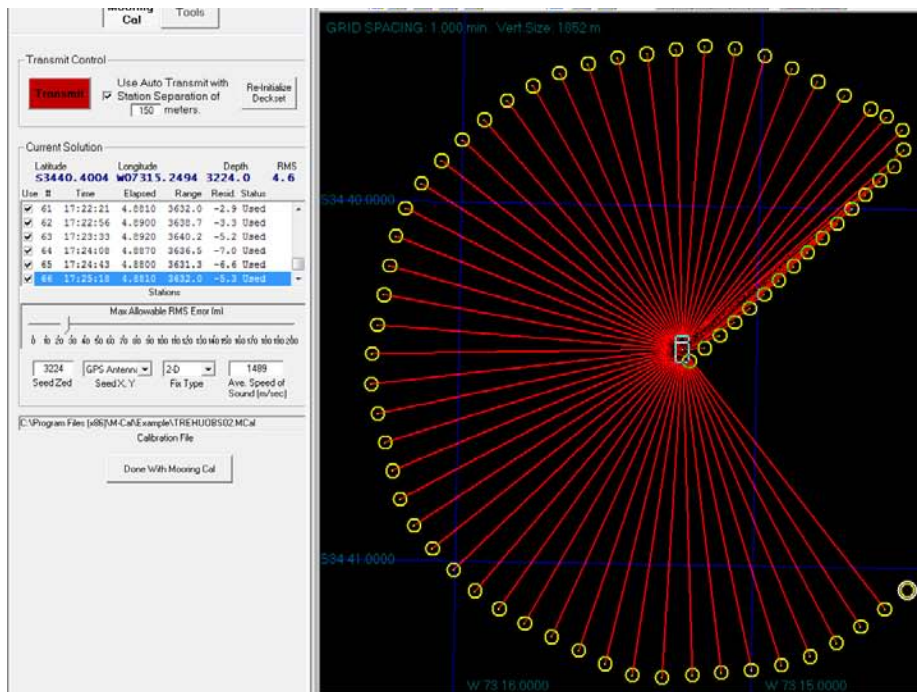 Mooring Cal
Tools
Transmit Control
Transmit
Use Auto Transmit with Station Separation of
150 meters.
Re-Initialize Deckset
Current Solution
Latitude Longitude Depth RMS
S3440.4004 W07315.2494 3224.0 4.6
Use # Time Elapsed Range Resid. Status
61 17:22:21 4.8810 3632.0 -2.9 Used
62 17:22:56 4.8900 3638.7 -3.3 Used
63 17:23:33 4.8920 3640.2 -5.2 Used
64 17:24:08 4.8870 3636.5 -7.0 Used
65 17:24:43 4.8800 3631.3 -6.6 Used
66 17:25:18 4.8810 3632.0 -5.3 Used
Stations
Max Allowable RMS Error (m)
0 10 20 30 40 50 60 70 80 90 100 110 120 130 140 150 160 170 180 190 200
3224 GPS Antenn 2-D 1489
Seed Zed Seed X, Y Fix Type Ave. Speed of Sound (m/sec)
C:\Program Files (x86)\M-Cal\Example\TREHUOBS02.MCal
Calibration File
Done With Mooring Cal
GRID SPACING: 1.000 min Vert Size: 1852 m
S34 40.0000
S34 41.0000
W 73 16.0000
W 73 15.0000